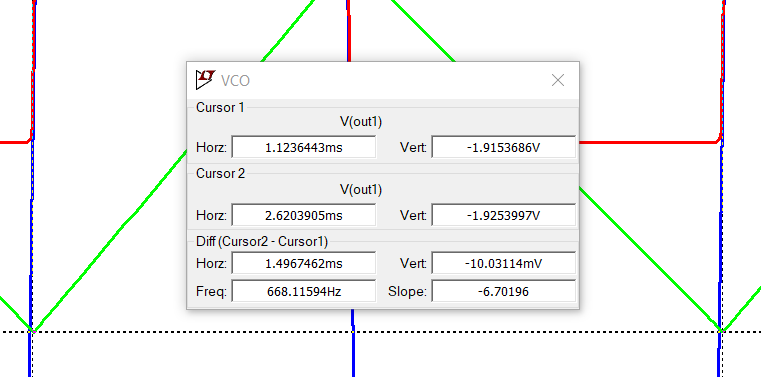 VCO
Cursor 1
V(out1)
Horz: 1.1236443ms Vert: -1.9153686V
Cursor 2
V(out1)
Horz: 2.6203905ms Vert: -1.9253997V
Diff (Cursor2 - Cursor1)
Horz: 1.4967462ms Vert: -10.03114mV
Freq: 668.11594Hz Slope: -6.70196